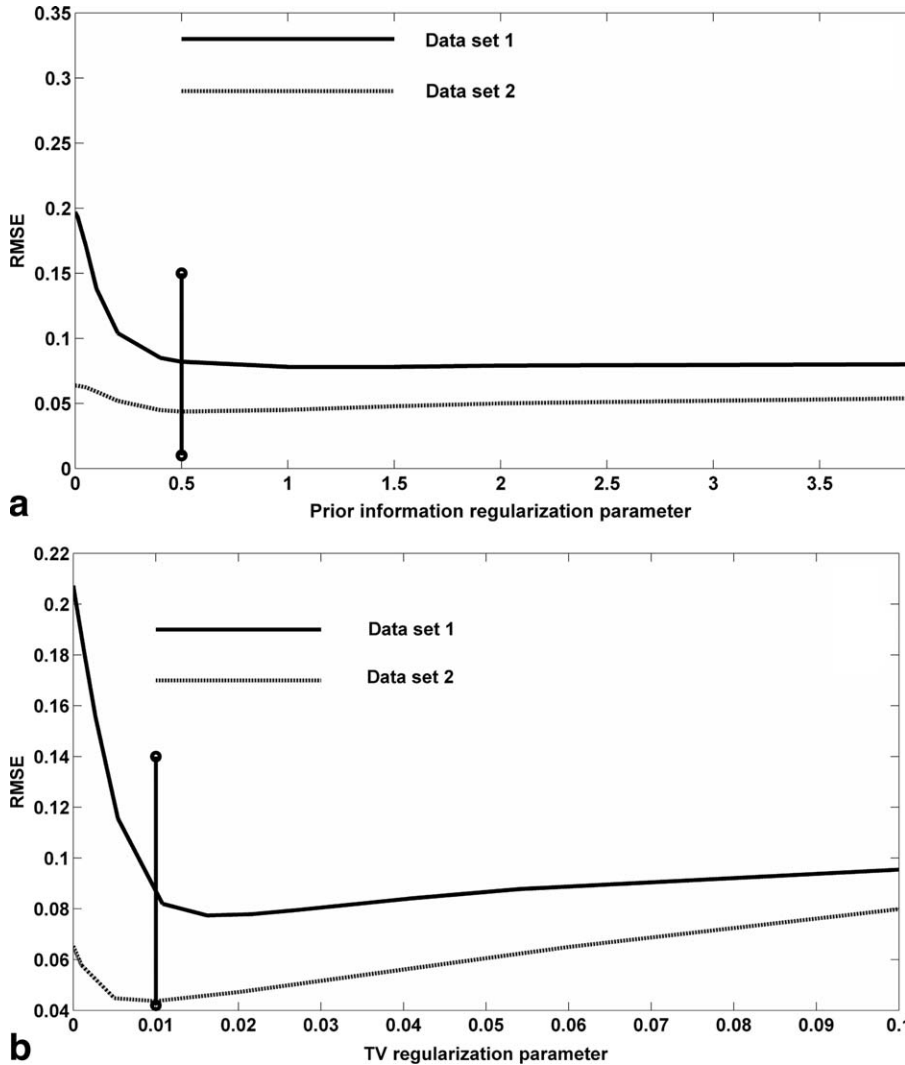 0.35
Data set 1
0.3
Data set 2
0.25
0.2
RMSE
0.15
0.1
0.05
0
0 0.5 1 1.5 2 2.5 3 3.5
a
Prior information regularization parameter
0.22
0.2
Data set 1
0.18
Data set 2
0.16
0.14
RMSE
0.12
0.1
0.08
0.06
0.04
0 0.01 0.02 0.03 0.04 0.05 0.06 0.07 0.08 0.09 0.1
b
TV regularization parameter